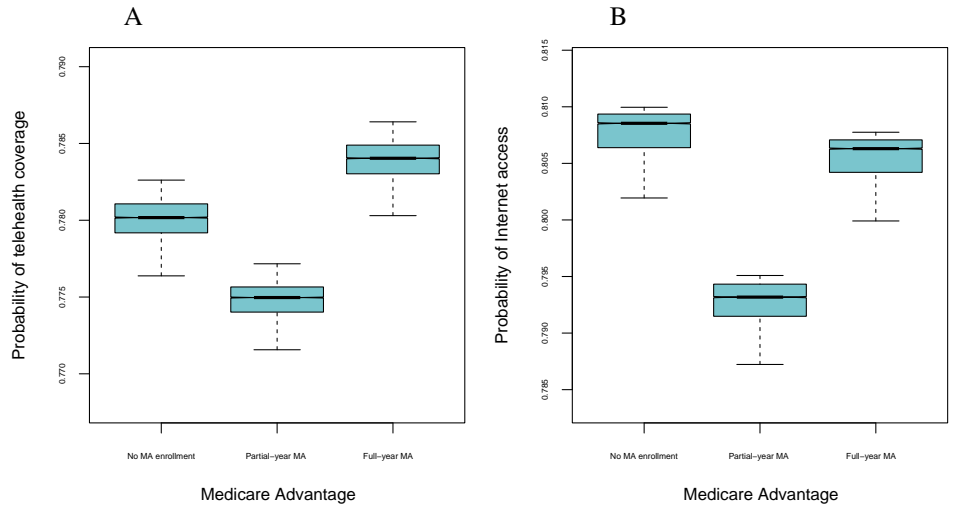 A
Probability of telehealth coverage
0.790
0.785
0.780
0.775
0.770
No MA enrollment
Partial−year MA
Full−year MA
Medicare Advantage
B
Probability of Internet access
0.815
0.810
0.805
0.800
0.795
0.790
0.785
No MA enrollment
Partial−year MA
Full−year MA
Medicare Advantage